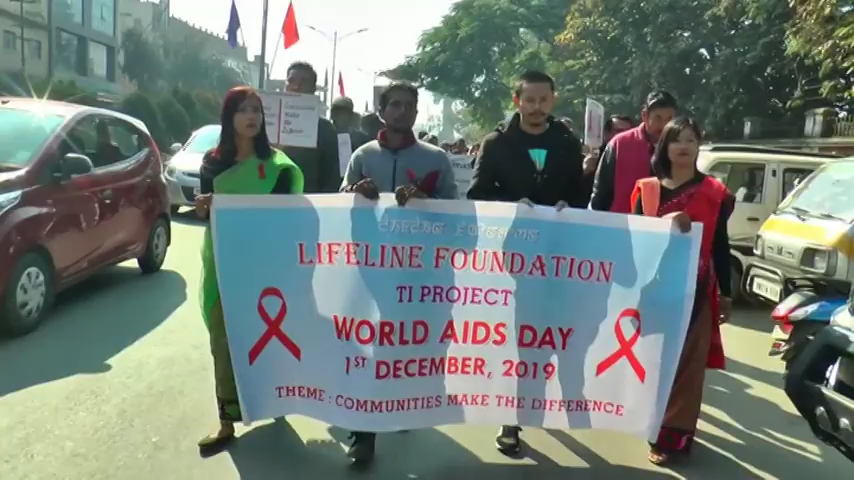 LIFELINE FOUNDATION
TI PROJECT
WORLD AIDS DAY
1ST DECEMBER, 2019
THEME : COMMUNITIES MAKE THE DIFFERENCE